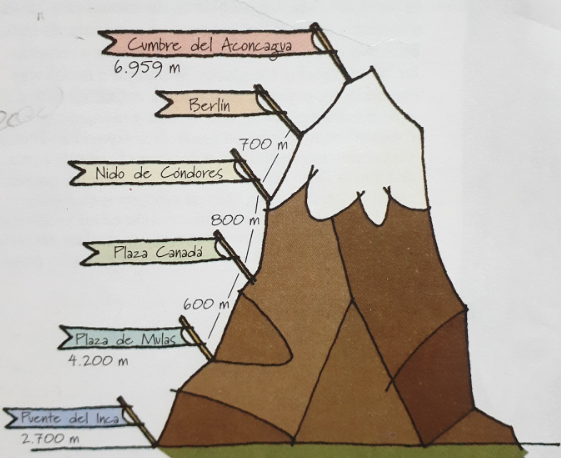 Cumbre del Aconcagua
6.959 m
Berlín
700 m
Nido de Cóndores
800 m
Plaza Canadá
600 m
Plaza de Mulas
4.200 m
Puente del Inca
2.700 m